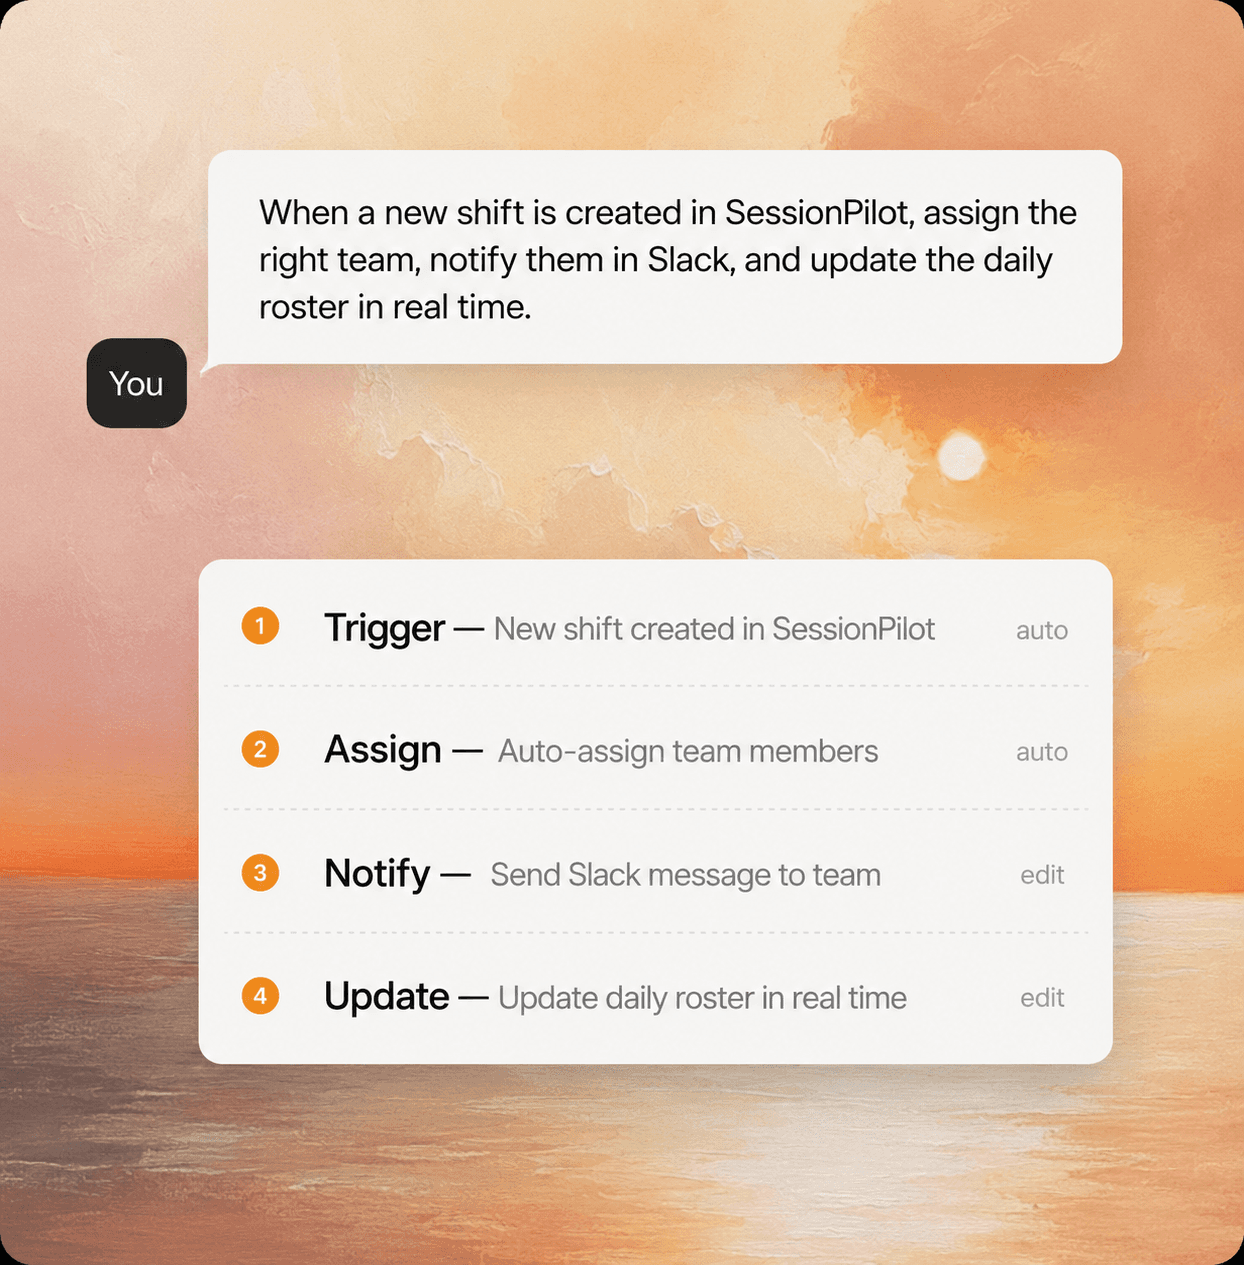 When a new shift is created in SessionPilot, assign the
right team, notify them in Slack, and update the daily
roster in real time.
You
1 Trigger — New shift created in SessionPilot auto
2 Assign — Auto-assign team members auto
3 Notify — Send Slack message to team edit
4 Update — Update daily roster in real time edit